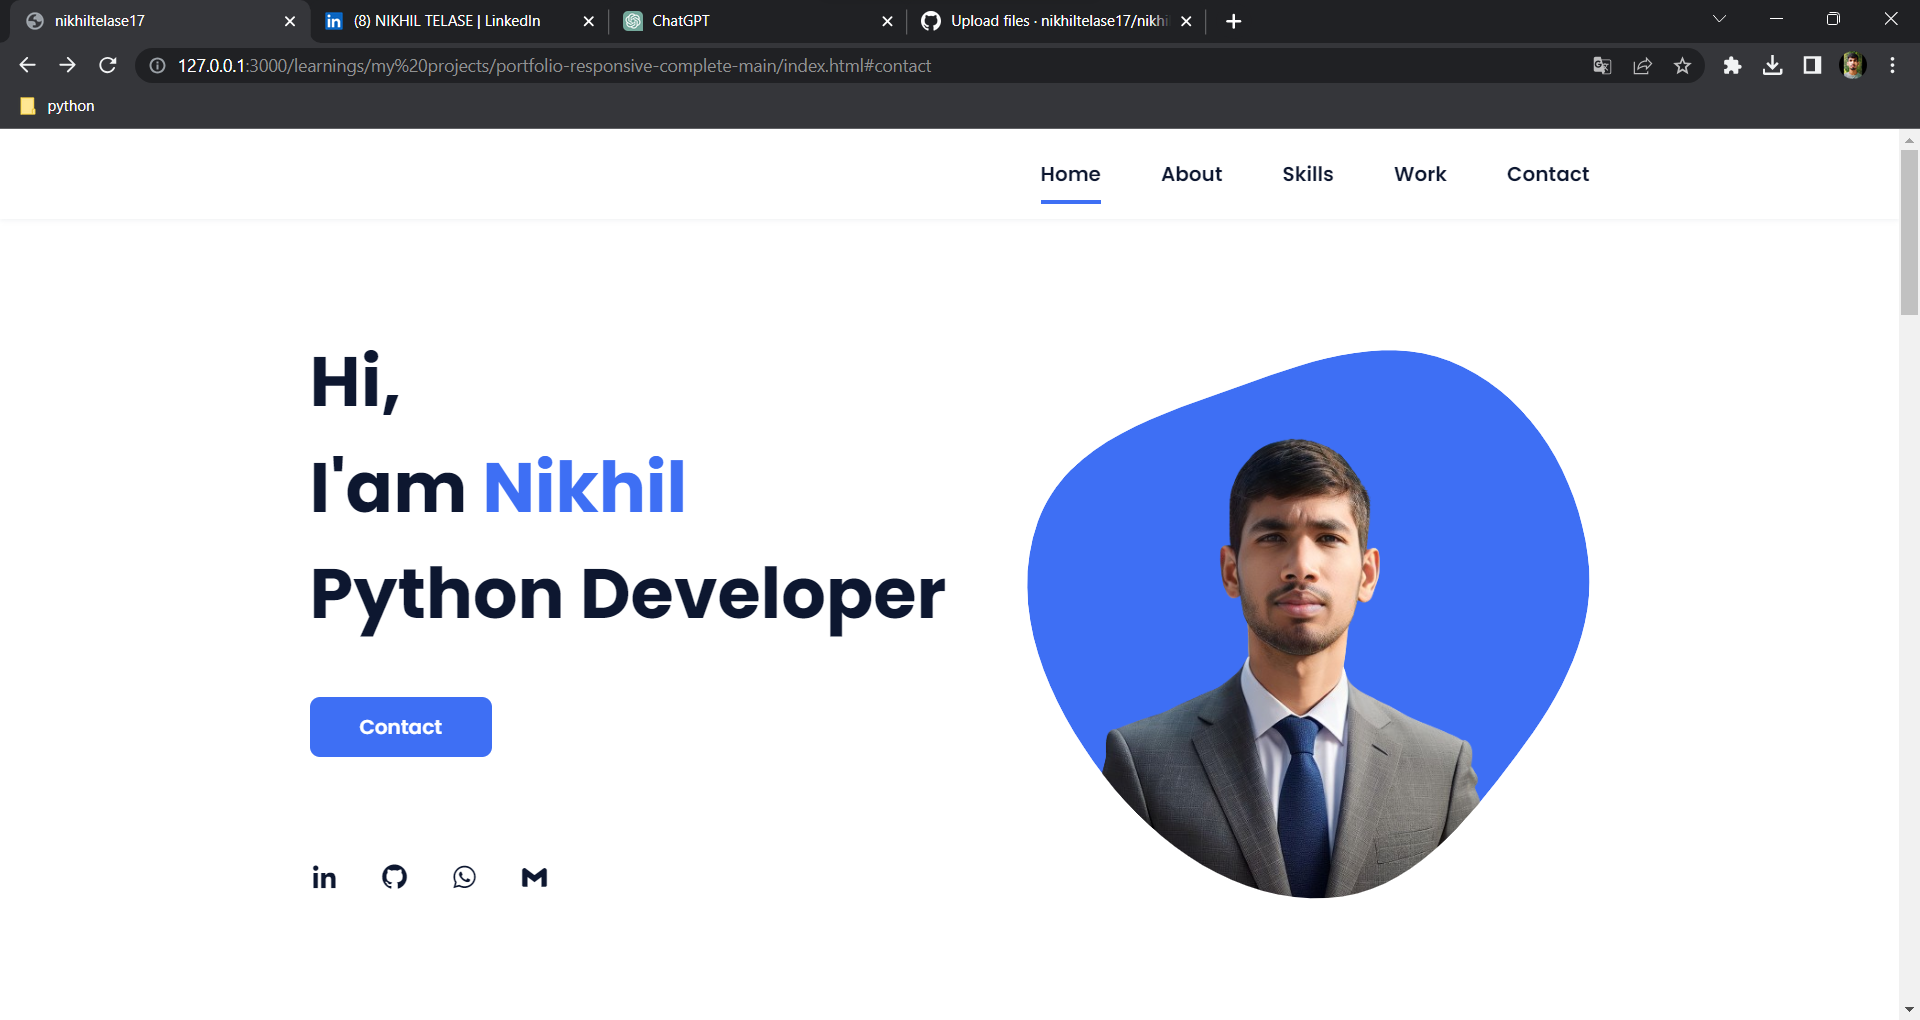 nikhiltelase17
(8) NIKHIL TELASE | LinkedIn
ChatGPT
Upload files · nikhiltelase17/nikhi
127.0.0.1:3000/learnings/my%20projects/portfolio-responsive-complete-main/index.html#contact
python
Home About Skills Work Contact
Hi,
I'am Nikhil
Python Developer
Contact